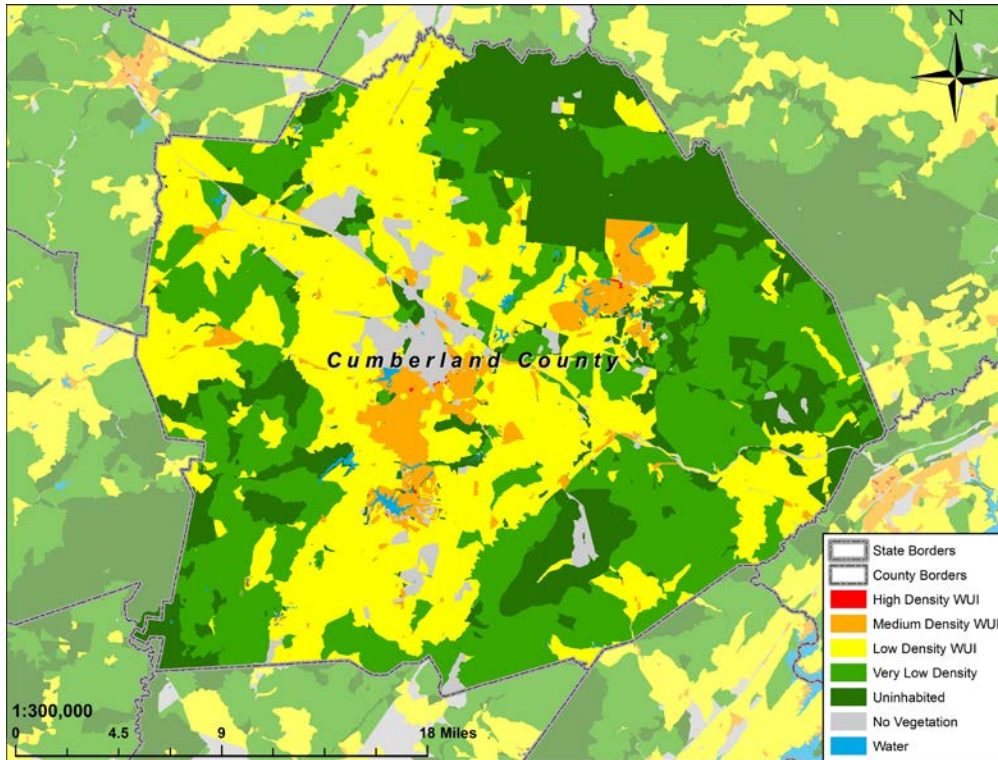 N
Cumberland County
State Borders
County Borders
High Density WUI
Medium Density WUI
Low Density WUI
Very Low Density
Uninhabited
No Vegetation
Water
1:300,000
0 4.5 9 18 Miles